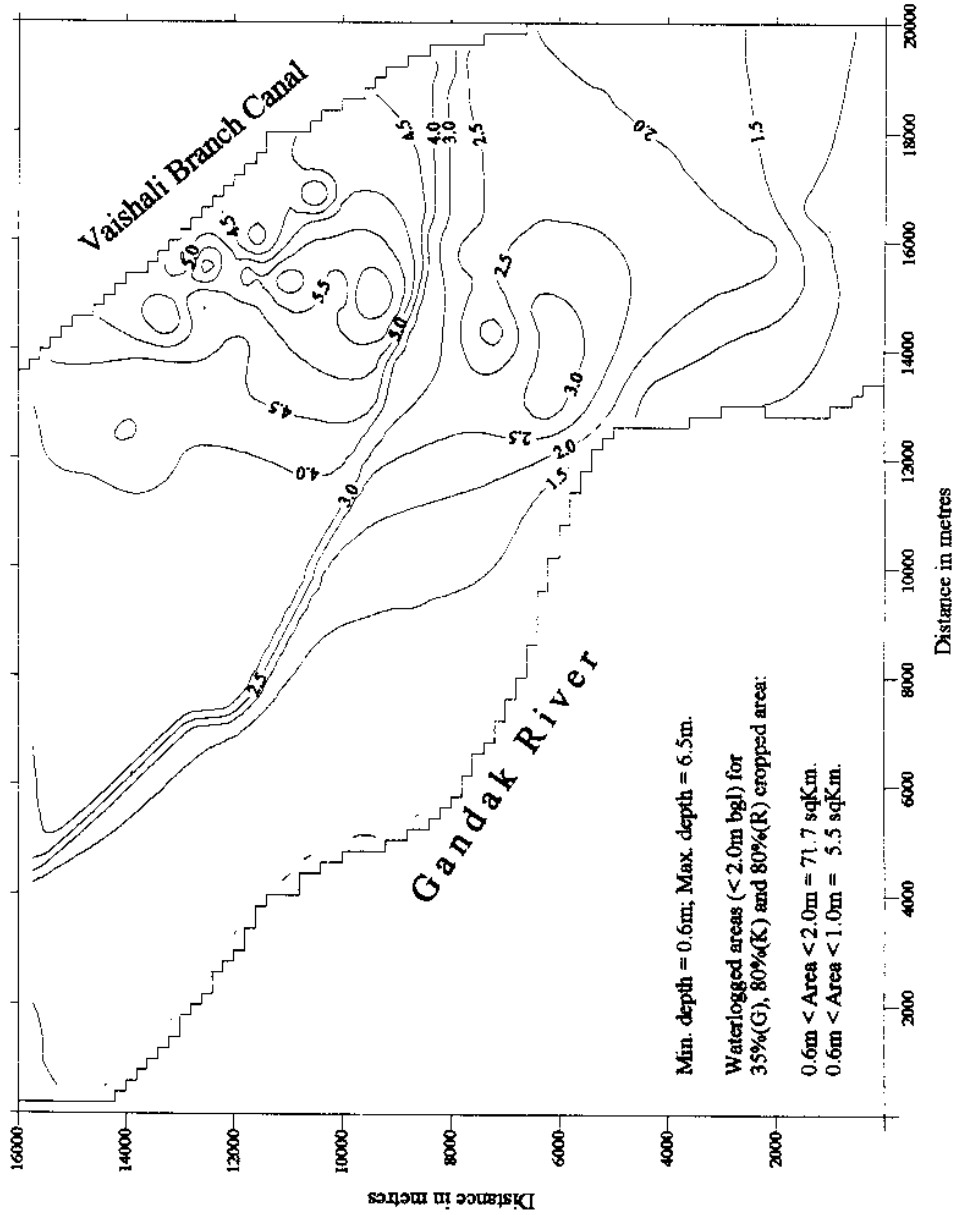 16000
14000
12000
10000
8000
6000
4000
2000
Distance in metres
Vaishali Branch Canal
5.0
4.5
2.5
4.5
4.0
5.5
3.0
5.0
4.5
4.0
3.0
2.5
2.5
2.5
3.0
2.0
1.5
2.0
1.5
Gandak River
Min. depth = 0.6m; Max. depth = 6.5m.
Waterlogged areas (< 2.0m bgl) for
35%(G), 80%(K) and 80%(R) cropped area:
0.6m < Area <2.0m = 71.7 sqKm.
0.6m < Area <1.0m = 5.5 sqKm.
2000 4000 6000 8000 10000 12000 14000 16000 18000 20000
Distance in metres